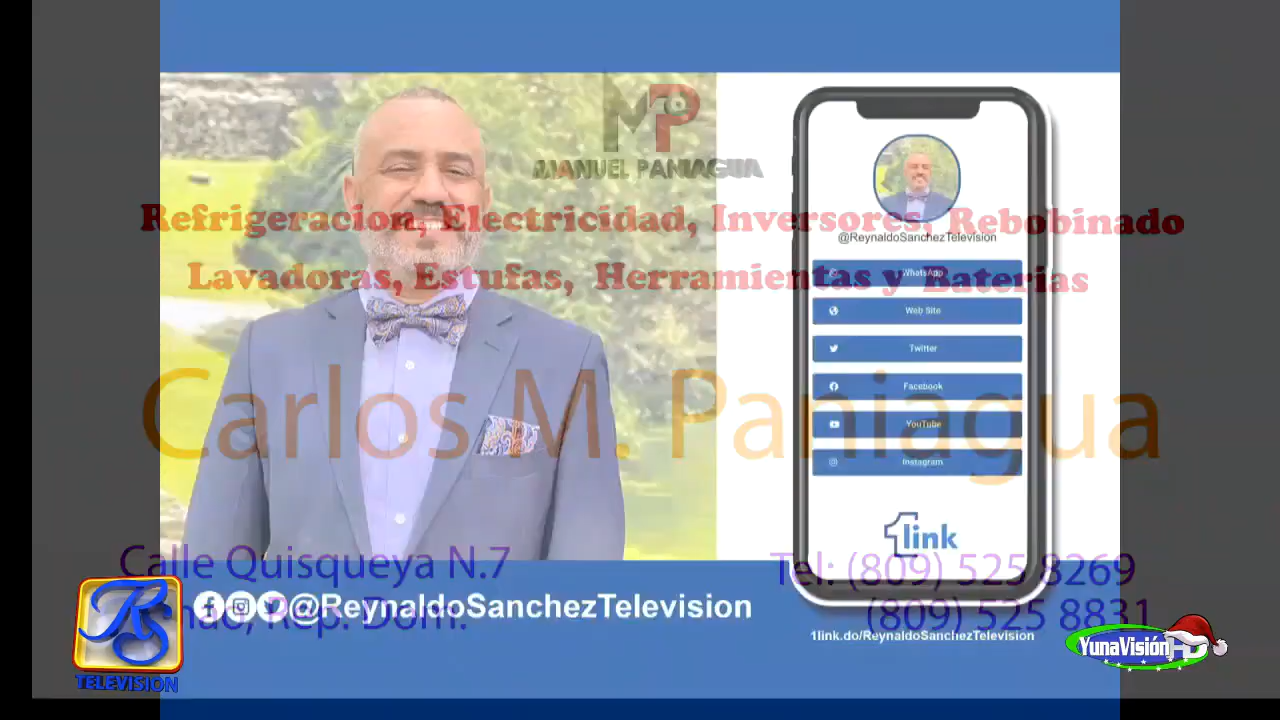 MP
MANUEL PANIAGUA
Refrigeracion, Electricidad, Inversores, Rebobinado
Lavadoras, Estufas, Herramientas y Baterias
Carlos M. Paniagua
Calle Quisqueya N.7
Rep. Dom.
Tel: (809) 525 8269
(809) 525 8831
@ReynaldoSanchezTelevision
WhatsApp
Web Site
Twitter
Facebook
YouTube
Instagram
1link
@ReynaldoSanchezTelevision
1link.do/ReynaldoSanchezTelevision
RS
TELEVISION
YunaVisión HD